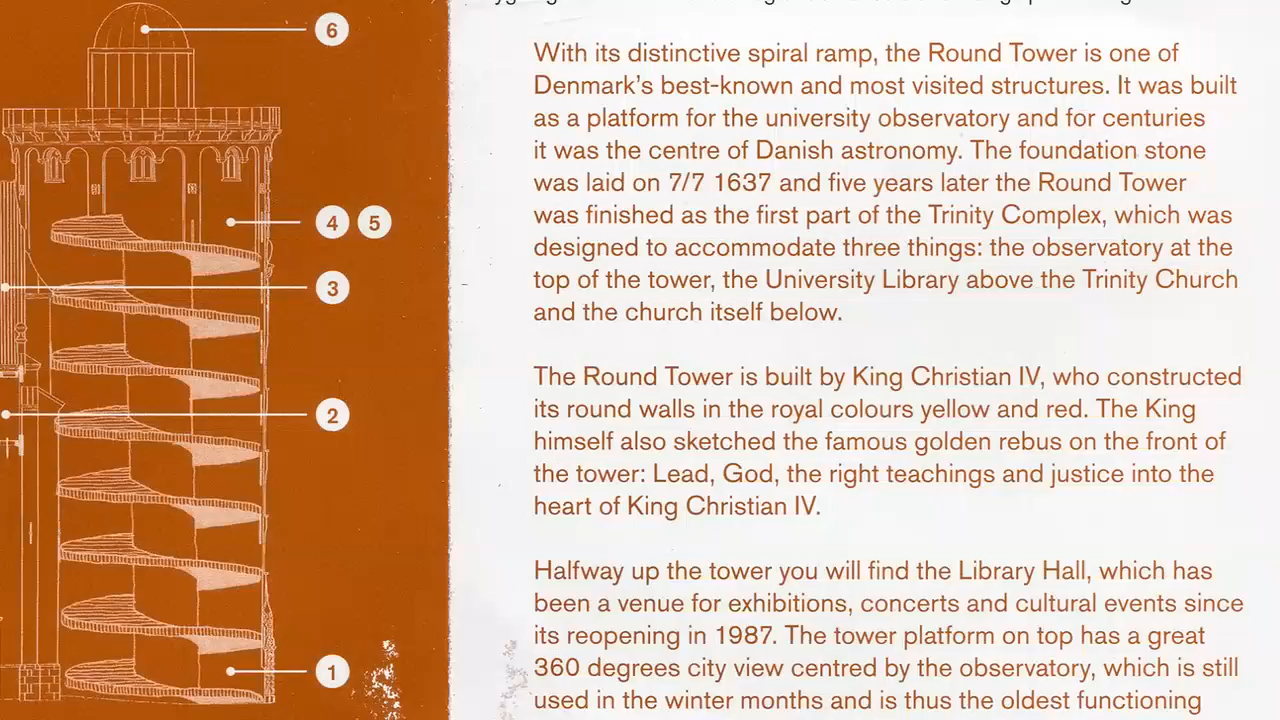 6
4 5
3
2
1
With its distinctive spiral ramp, the Round Tower is one of
Denmark's best-known and most visited structures. It was built
as a platform for the university observatory and for centuries
it was the centre of Danish astronomy. The foundation stone
was laid on 7/7 1637 and five years later the Round Tower
was finished as the first part of the Trinity Complex, which was
designed to accommodate three things: the observatory at the
top of the tower, the University Library above the Trinity Church
and the church itself below.
The Round Tower is built by King Christian IV, who constructed
its round walls in the royal colours yellow and red. The King
himself also sketched the famous golden rebus on the front of
the tower: Lead, God, the right teachings and justice into the
heart of King Christian IV.
Halfway up the tower you will find the Library Hall, which has
been a venue for exhibitions, concerts and cultural events since
its reopening in 1987. The tower platform on top has a great
360 degrees city view centred by the observatory, which is still
used in the winter months and is thus the oldest functioning